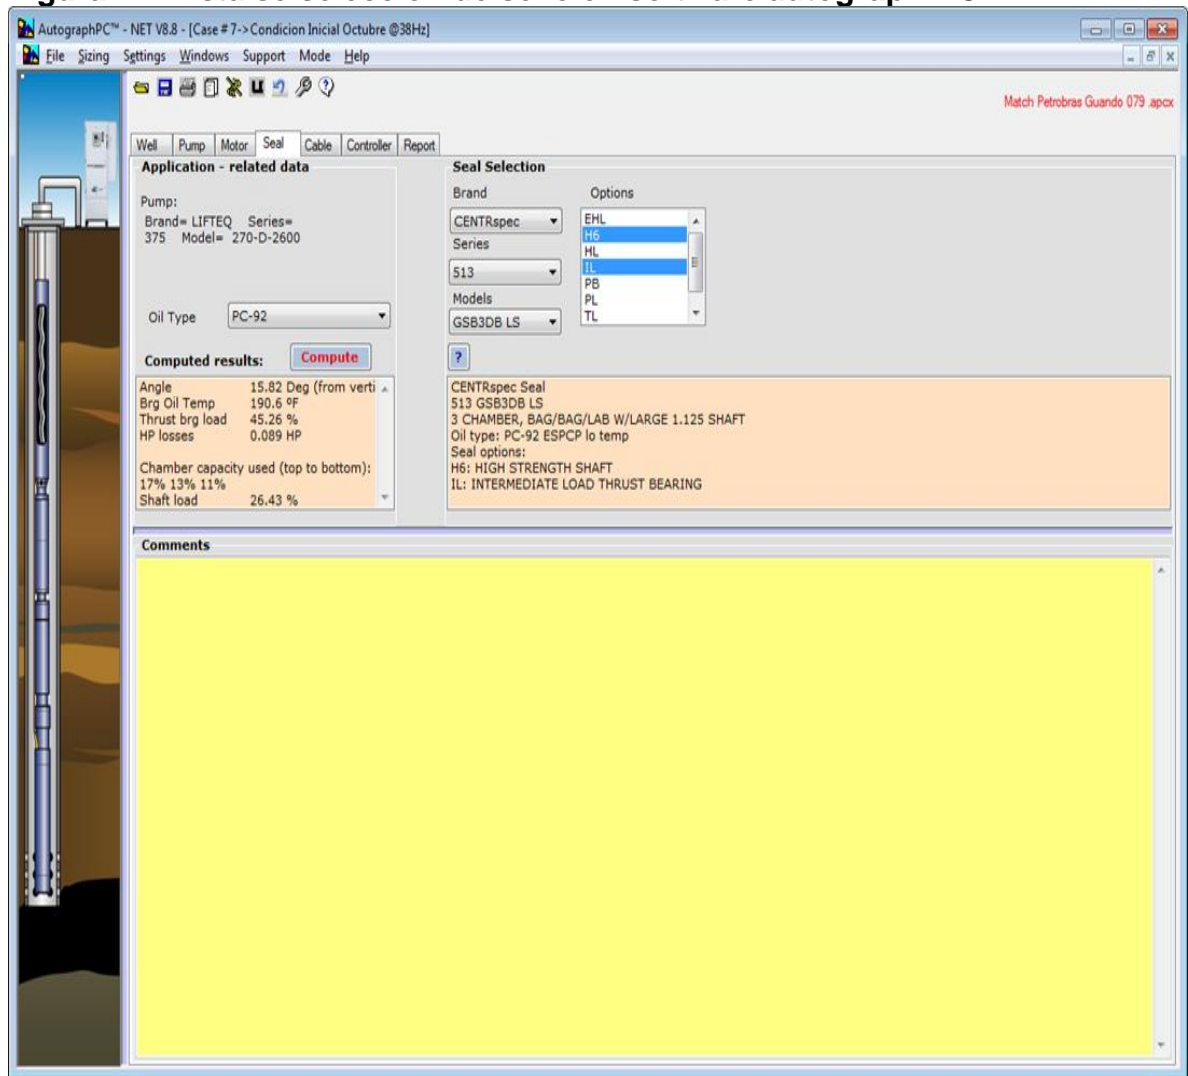 AutographPC™ - NET V8.8 - [Case # 7-> Condicion Inicial Octubre @38Hz]
File Sizing Settings Windows Support Mode Help
Match Petrobras Guando 079 .apcx
Well Pump Motor Seal Cable Controller Report
Application - related data
Pump:
Brand= LIFTEQ Series=
375 Model= 270-D-2600
Oil Type PC-92
Computed results: Compute
Angle 15.82 Deg (from verti
Brg Oil Temp 190.6 ºF
Thrust brg load 45.26 %
HP losses 0.089 HP
Chamber capacity used (top to bottom):
17% 13% 11%
Shaft load 26.43 %
Seal Selection
Brand Options
CENTRspec
Series
513
Models
GSB3DB LS
EHL
H6
HL
IL
PB
PL
TL
?
CENTRspec Seal
513 GSB3DB LS
3 CHAMBER, BAG/BAG/LAB W/LARGE 1.125 SHAFT
Oil type: PC-92 ESPCP lo temp
Seal options:
H6: HIGH STRENGTH SHAFT
IL: INTERMEDIATE LOAD THRUST BEARING
Comments